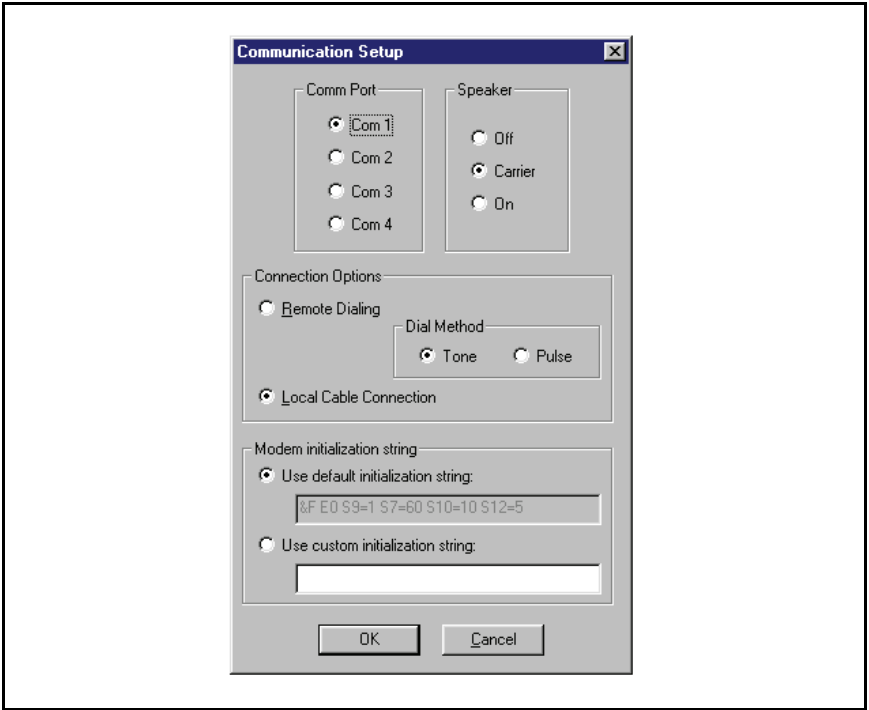 Communication Setup
Comm Port
Com 1
Com 2
Com 3
Com 4
Speaker
Off
Carrier
On
Connection Options
Remote Dialing
Dial Method
Tone
Pulse
Local Cable Connection
Modem initialization string
Use default initialization string:
&F E0 S9=1 S7=60 S10=10 S12=5
Use custom initialization string:
OK
Cancel